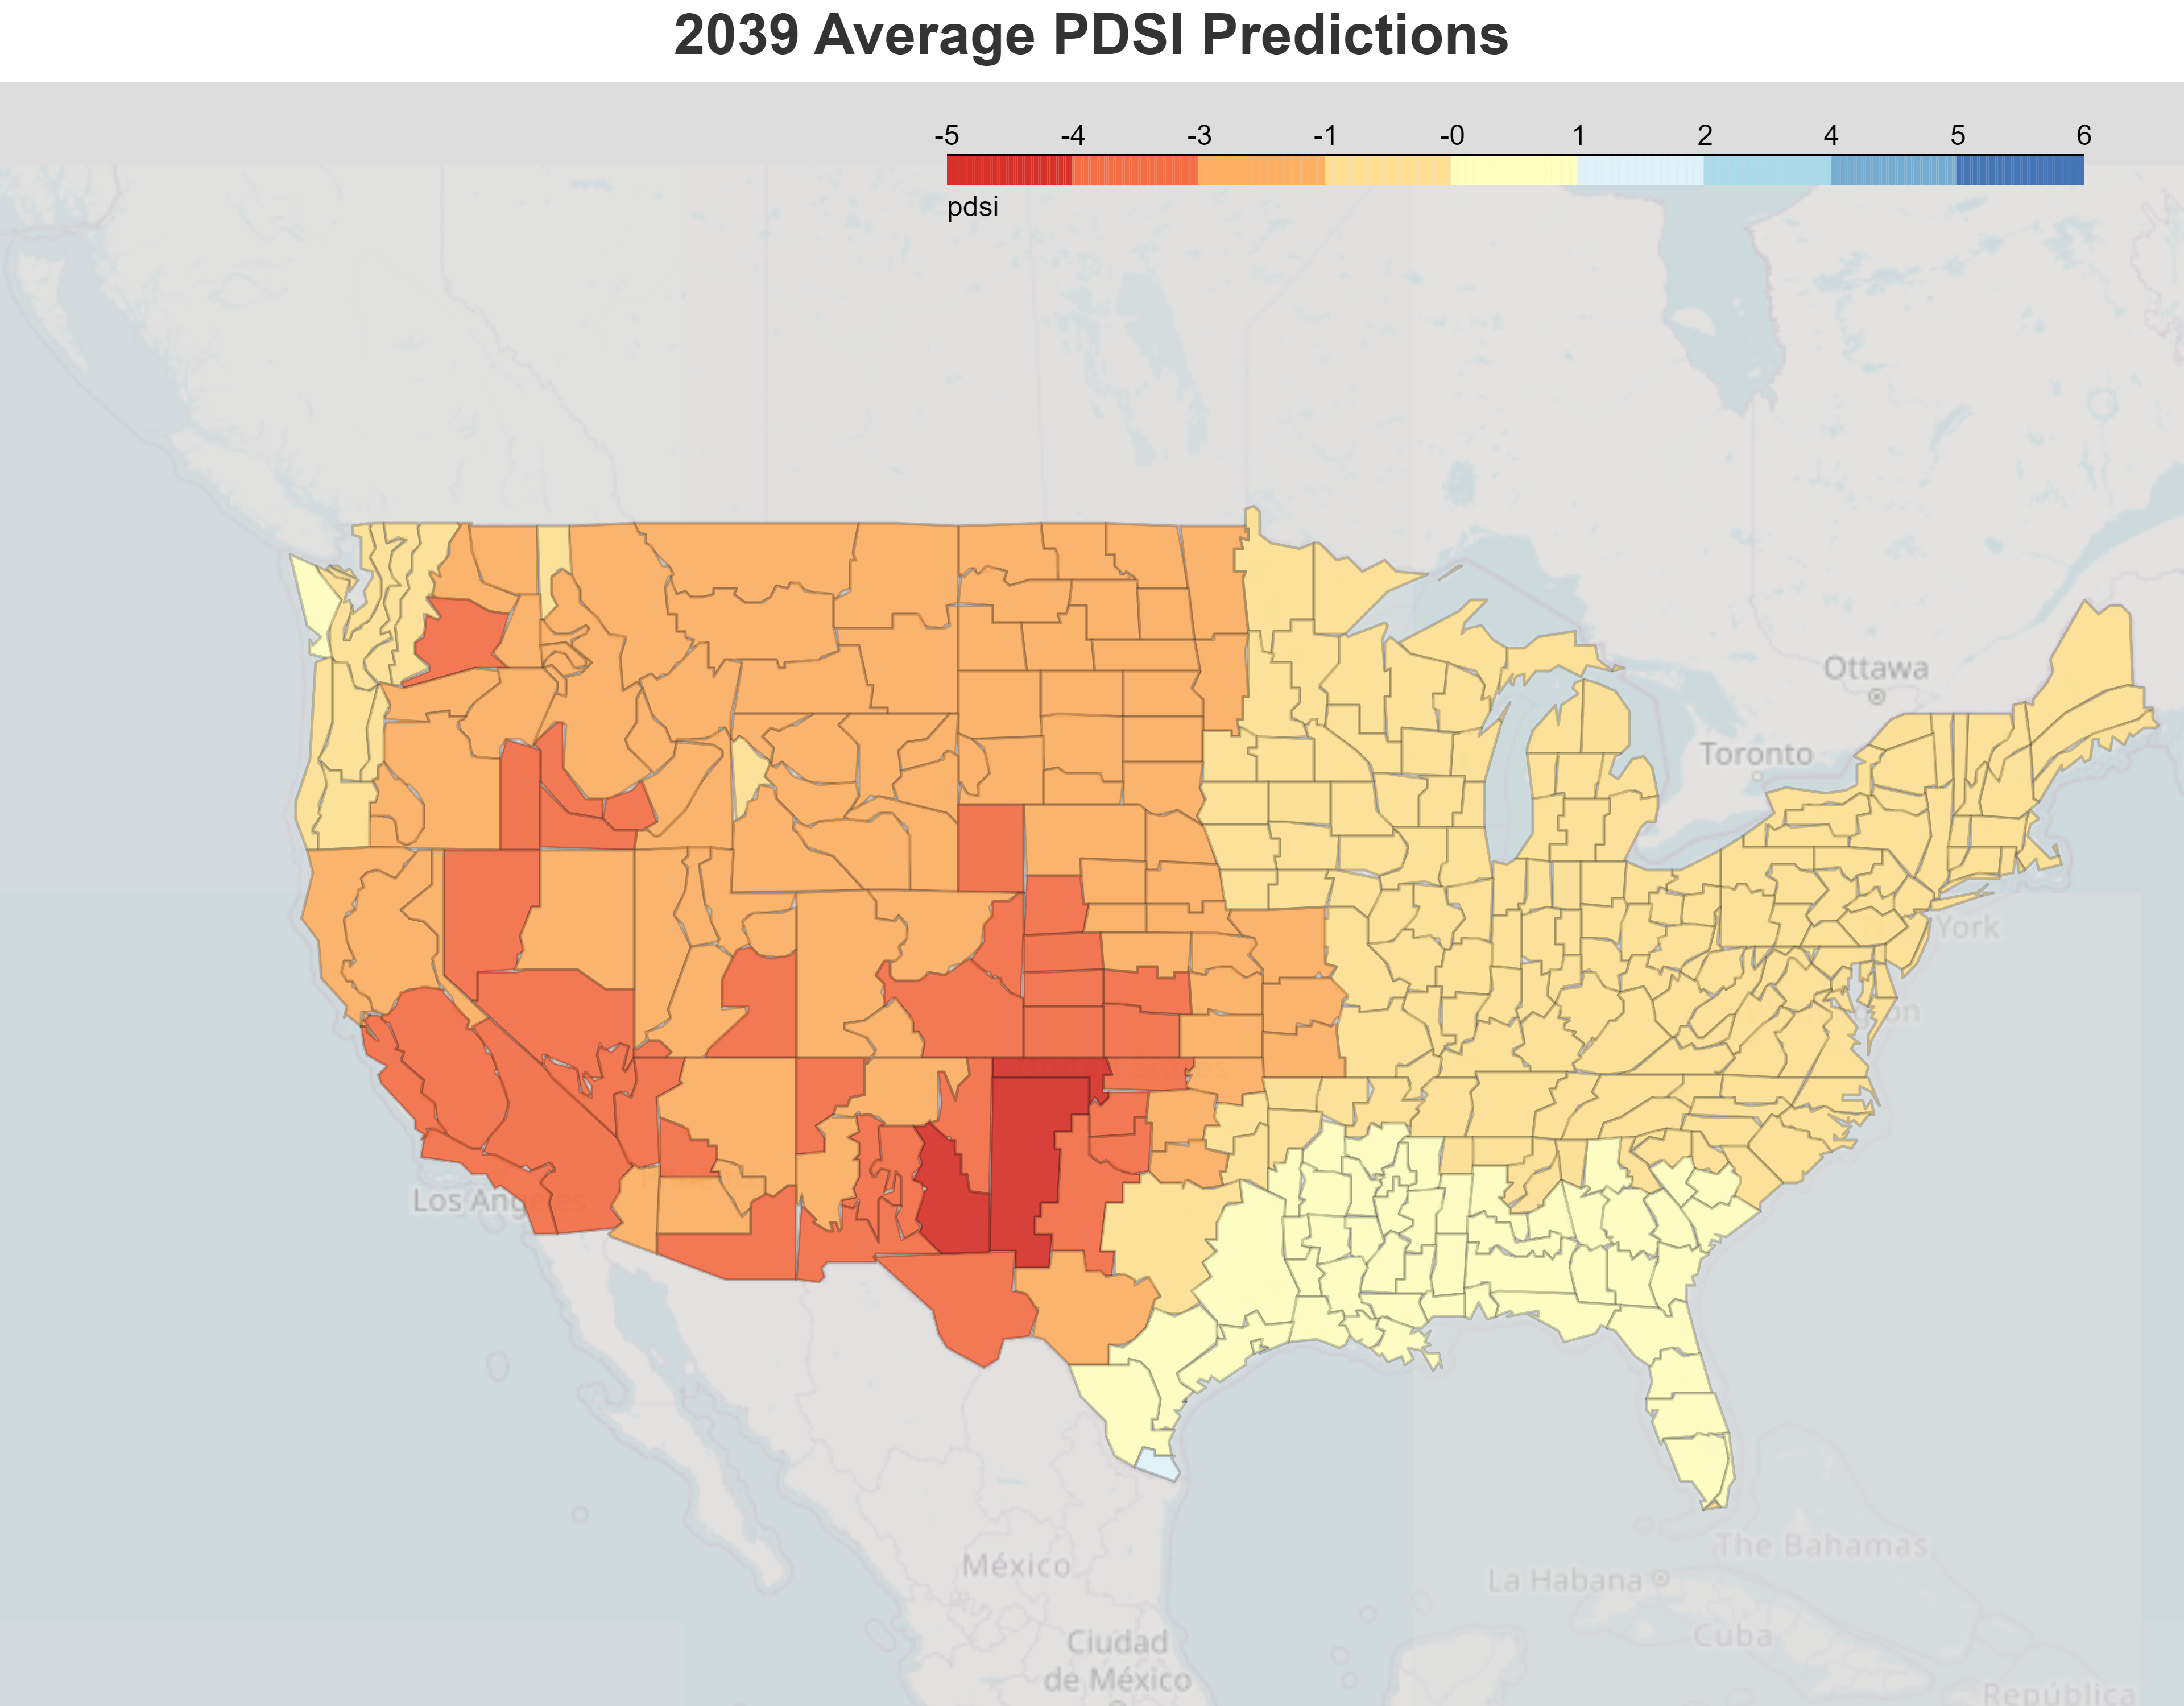 2039 Average PDSI Predictions
-5 -4 -3 -1 -0 1 2 4 5 6
pdsi
Ottawa
Toronto
York
Los Angeles
México
The Bahamas
La Habana
Cuba
Ciudad
de México
República